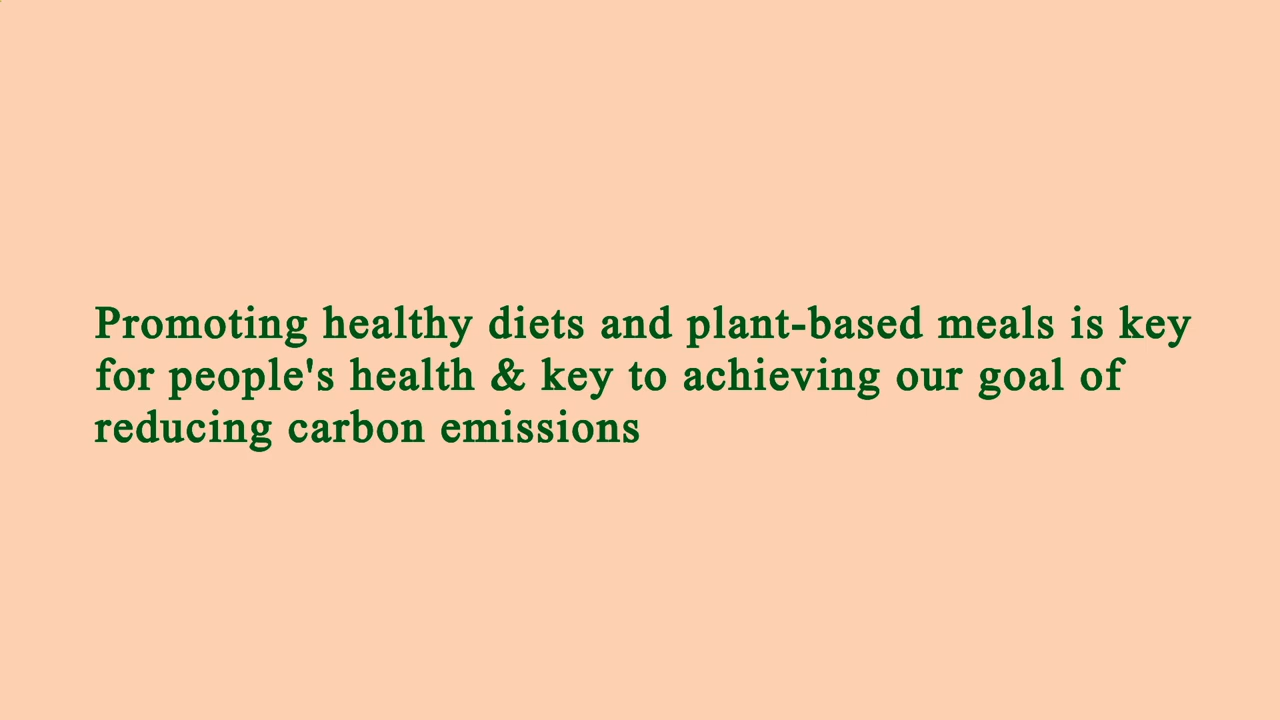 Promoting healthy diets and plant-based meals is key
for people's health & key to achieving our goal of
reducing carbon emissions